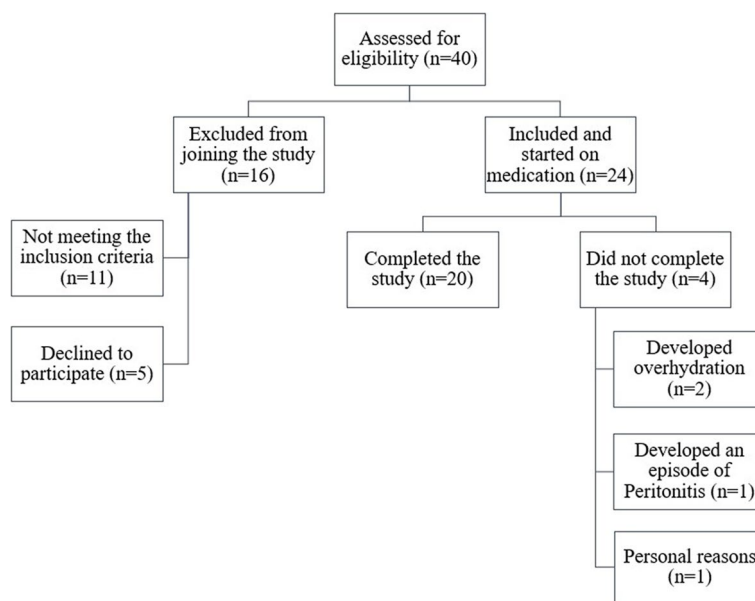 Assessed for
eligibility (n=40)
Excluded from
joining the study
(n=16)
Included and
started on
medication (n=24)
Not meeting the
inclusion criteria
(n=11)
Declined to
participate (n=5)
Completed the
study (n=20)
Did not complete
the study (n=4)
Developed
overhydration
(n=2)
Developed an
episode of
Peritonitis (n=1)
Personal reasons
(n=1)